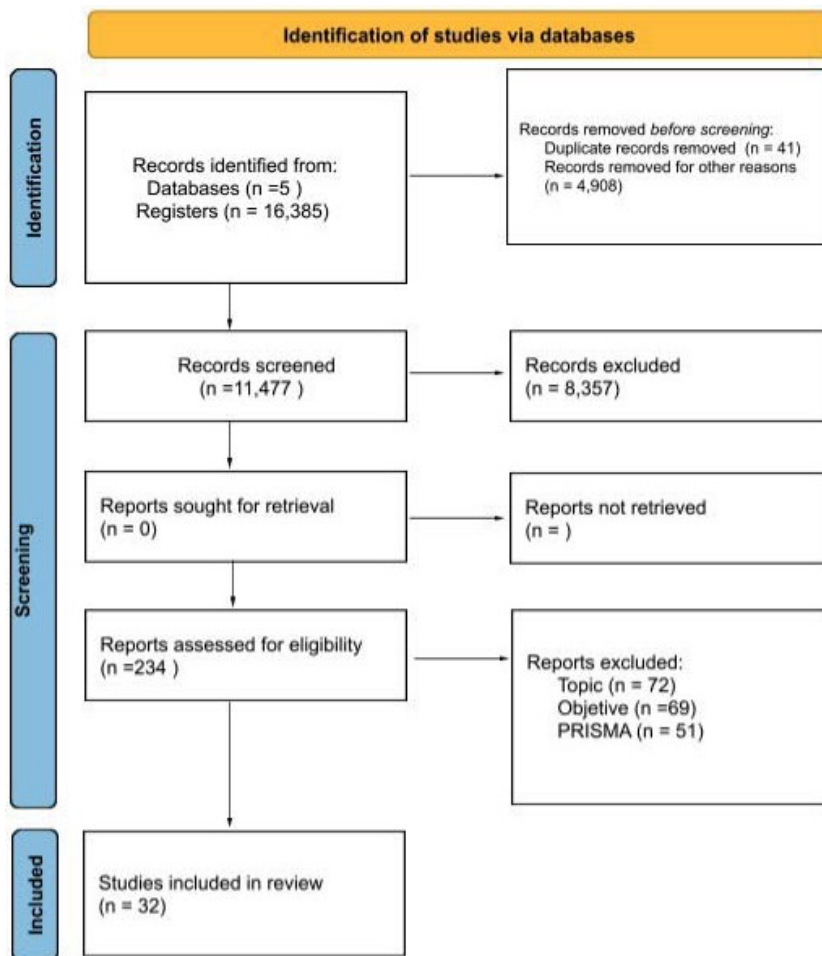 Identification of studies via databases
Identification
Records identified from:
Databases (n =5 )
Registers (n = 16,385)
Records removed before screening:
Duplicate records removed (n = 41)
Records removed for other reasons
(n = 4,908)
Screening
Records screened
(n =11,477 )
Records excluded
(n = 8,357)
Reports sought for retrieval
(n = 0)
Reports not retrieved
(n = )
Reports assessed for eligibility
(n =234 )
Reports excluded:
Topic (n = 72)
Objetive (n =69)
PRISMA (n = 51)
Included
Studies included in review
(n = 32)